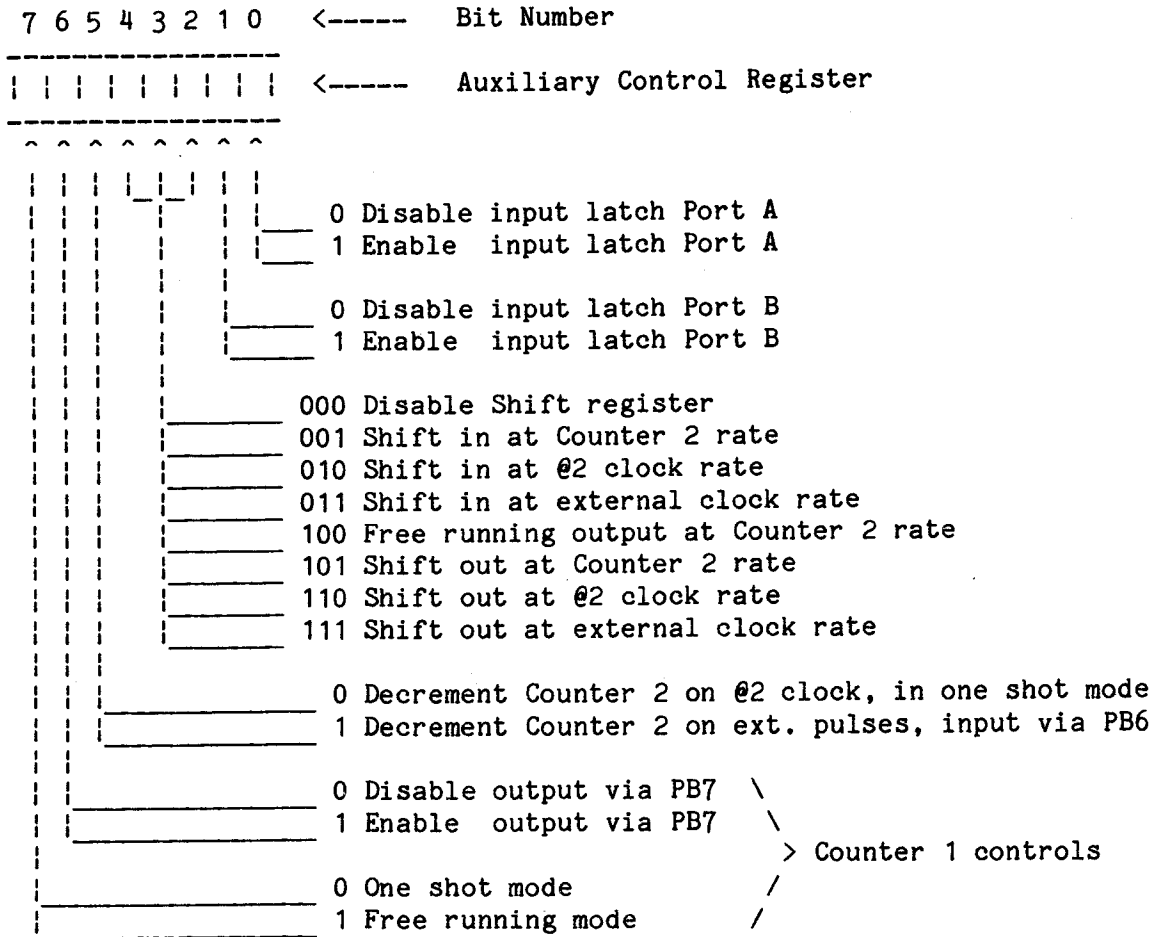 7 6 5 4 3 2 1 0 <----- Bit Number
<----- Auxiliary Control Register
0 Disable input latch Port A
1 Enable input latch Port A
0 Disable input latch Port B
1 Enable input latch Port B
000 Disable Shift register
001 Shift in at Counter 2 rate
010 Shift in at @2 clock rate
011 Shift in at external clock rate
100 Free running output at Counter 2 rate
101 Shift out at Counter 2 rate
110 Shift out at @2 clock rate
111 Shift out at external clock rate
0 Decrement Counter 2 on @2 clock, in one shot mode
1 Decrement Counter 2 on ext. pulses, input via PB6
0 Disable output via PB7 \
1 Enable output via PB7 \
> Counter 1 controls
0 One shot mode /
1 Free running mode /